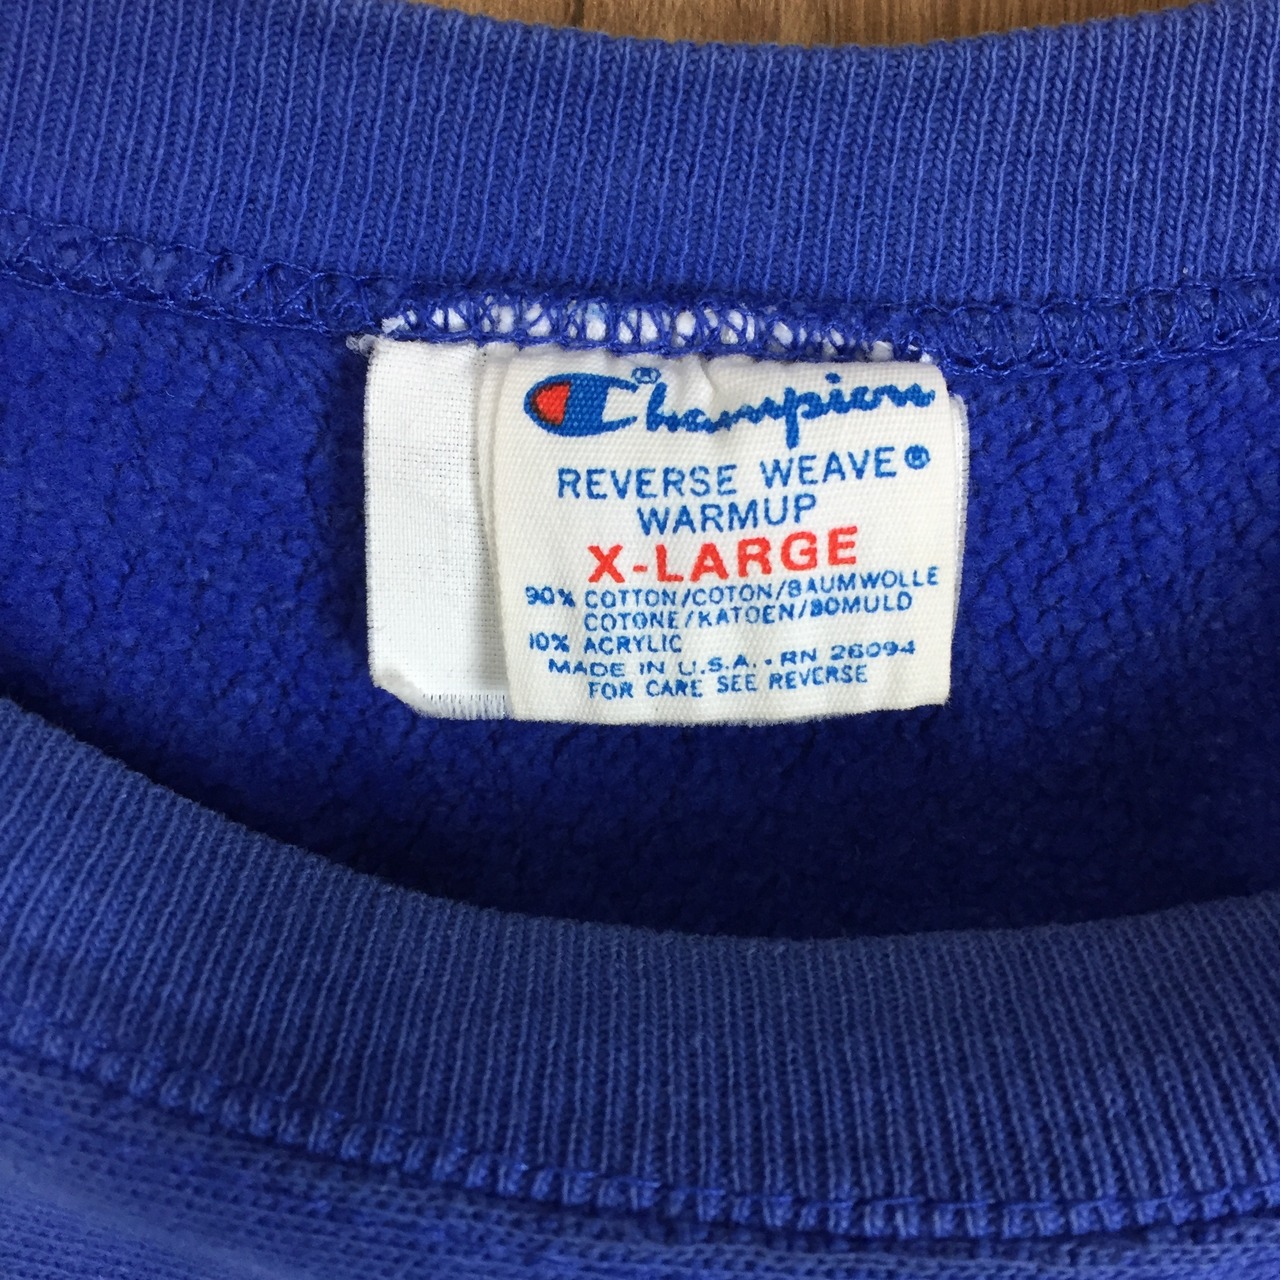 Champion®
REVERSE WEAVE®
WARMUP
X-LARGE
90% COTTON/COTON/BAUMWOLLE
COTONE/KATOEN/BOMULD
10% ACRYLIC
MADE IN U.S.A. • RN 26094
FOR CARE SEE REVERSE